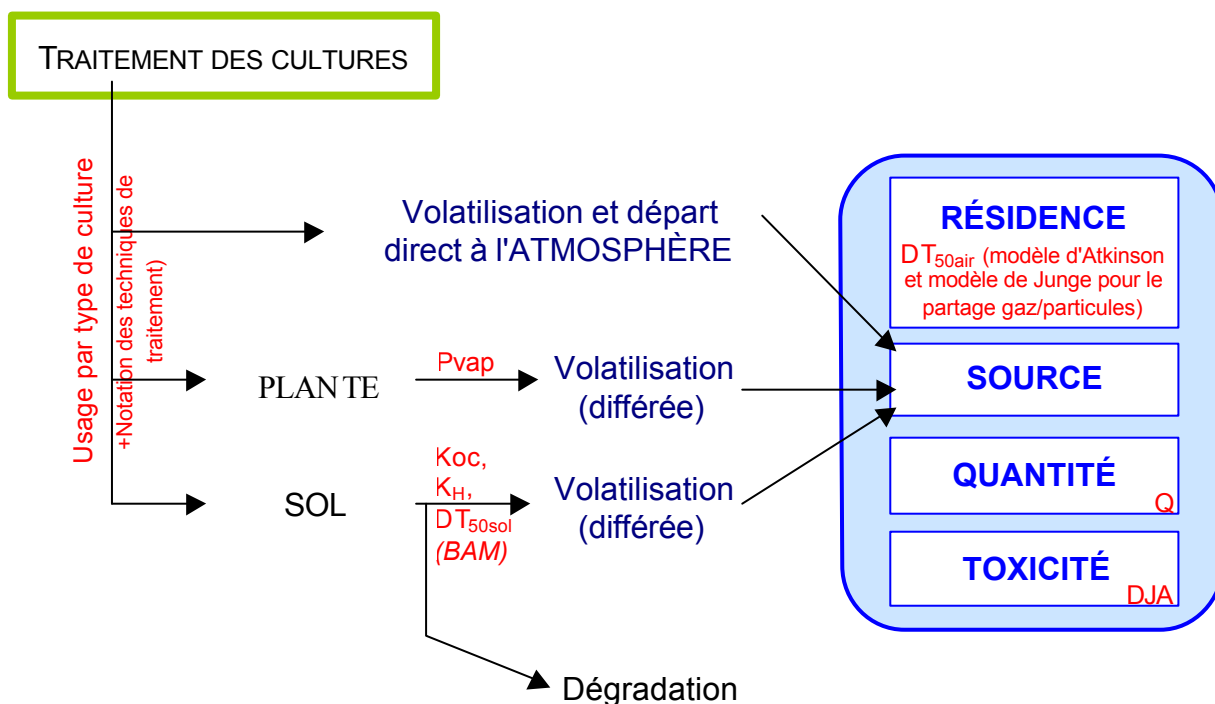 TRAITEMENT DES CULTURES
Usage par type de culture
+Notation des techniques de
traitement)
Volatilisation et départ
direct à l'ATMOSPHÈRE
PLANTE
Pvap
Volatilisation
(différée)
SOL
Koc,
KH,
DT50sol
(BAM)
Volatilisation
(différée)
Dégradation
RÉSIDENCE
DT50air (modèle d'Atkinson
et modèle de Junge pour le
partage gaz/particules)
SOURCE
QUANTITÉ
Q
TOXICITÉ
DJA